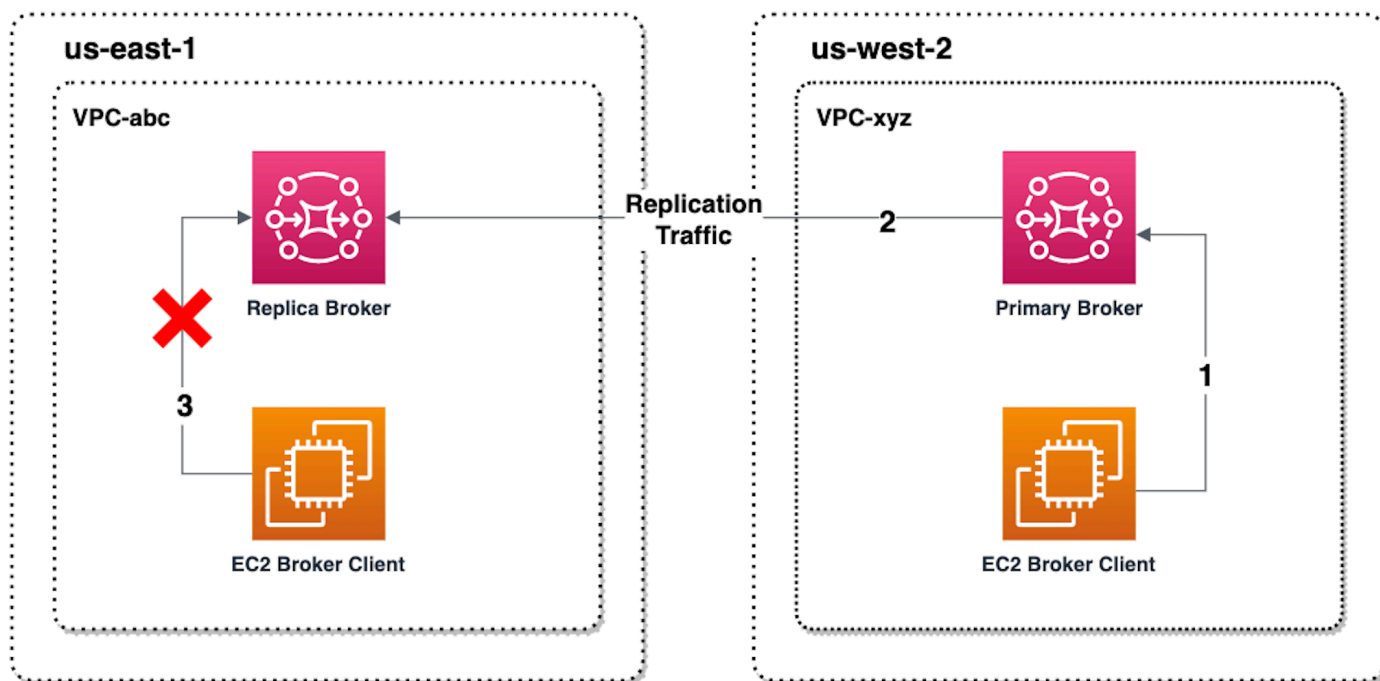 us-east-1
us-west-2
VPC-abc
VPC-xyz
Replication
Traffic
2
Replica Broker
Primary Broker
1
3
EC2 Broker Client
EC2 Broker Client